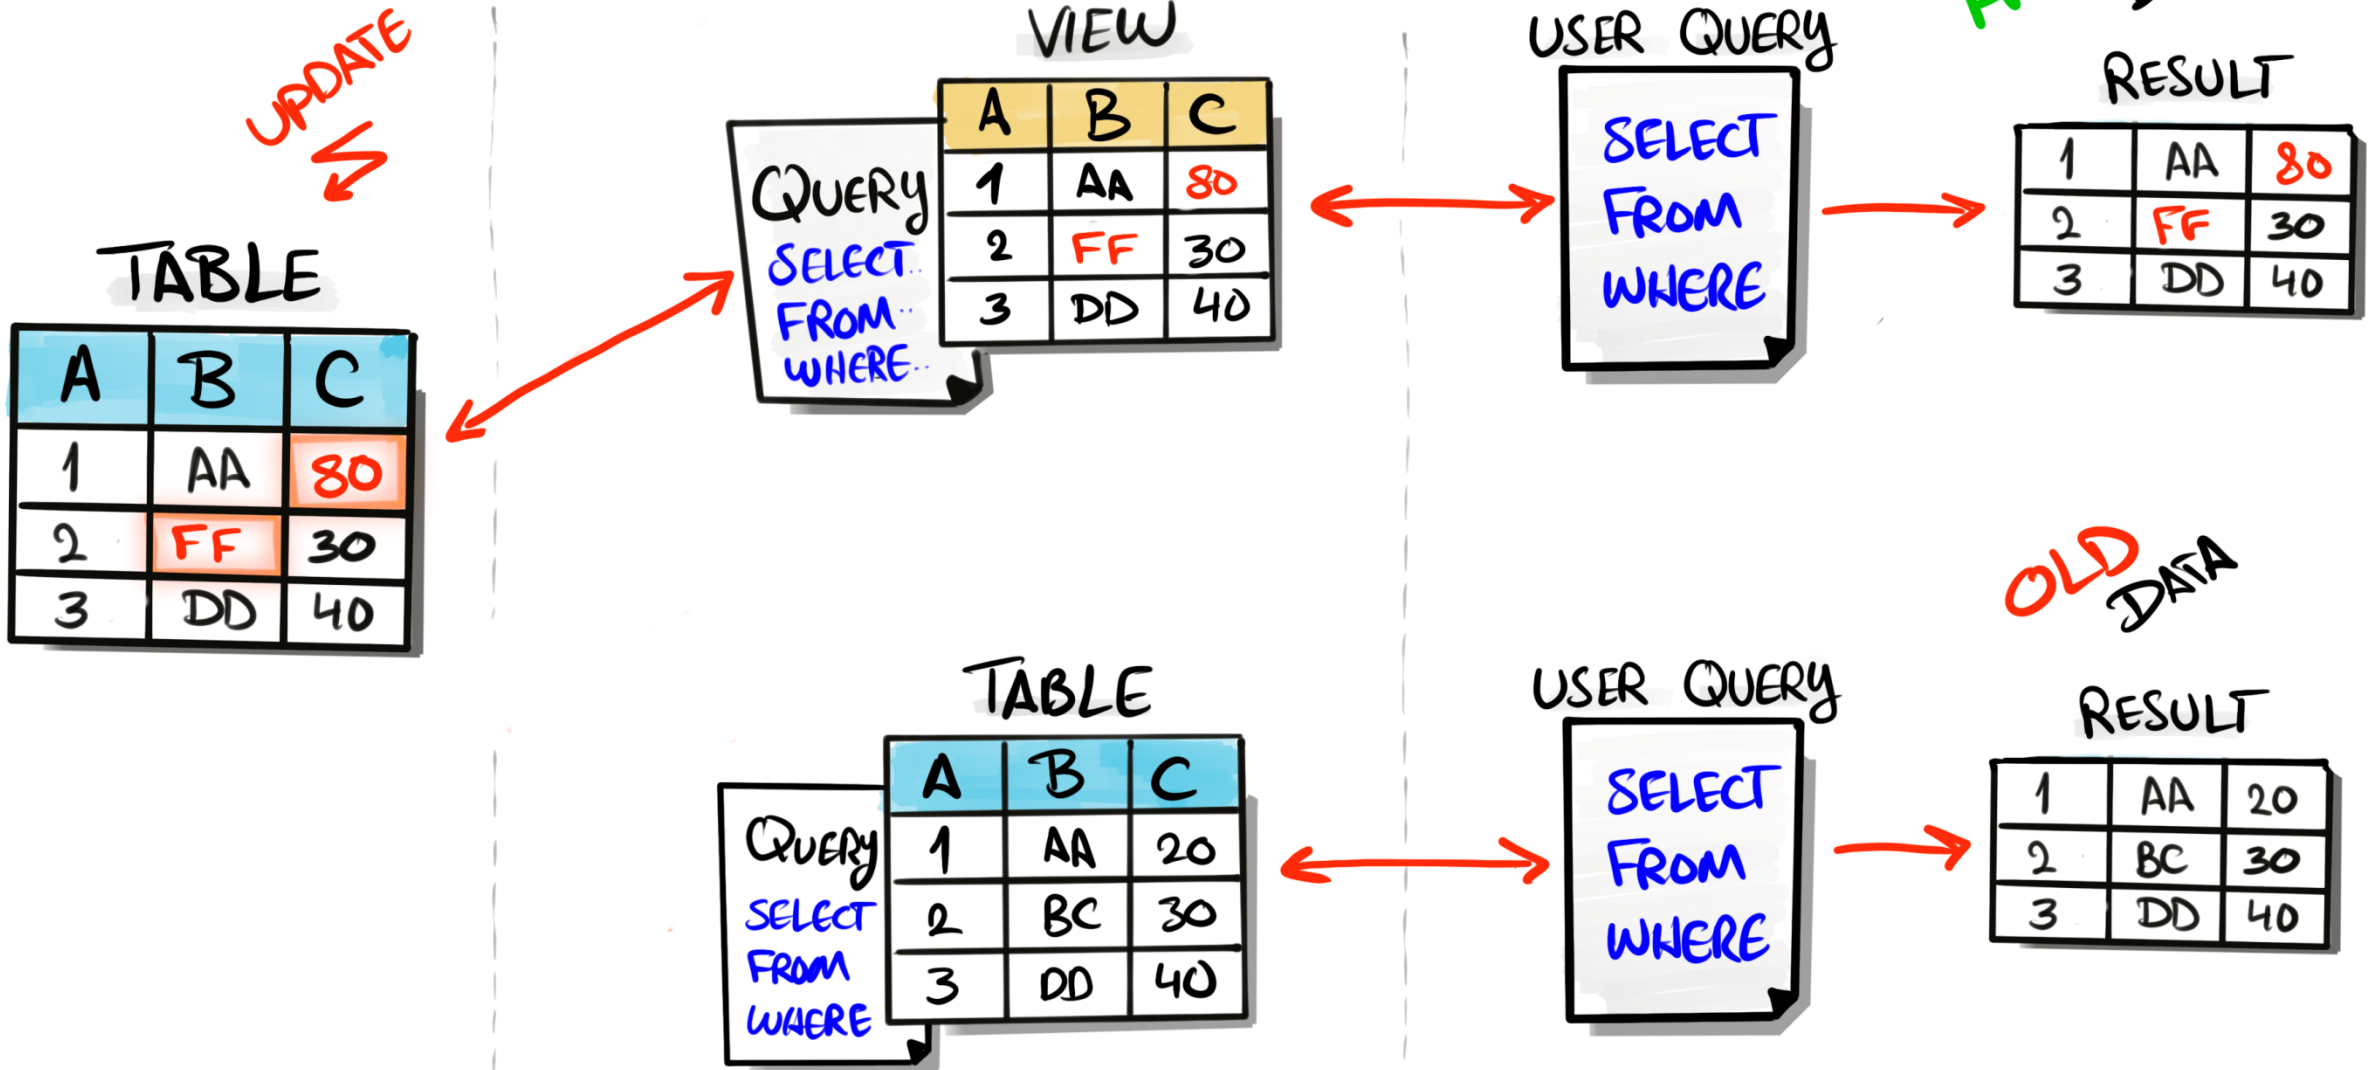 UPDATE
TABLE
A B C
1 AA 80
2 FF 30
3 DD 40
VIEW
QUERY
SELECT..
FROM..
WHERE..
A B C
1 AA 80
2 FF 30
3 DD 40
USER QUERY
SELECT
FROM
WHERE
RESULT
1 AA 80
2 FF 30
3 DD 40
TABLE
QUERY
SELECT
FROM
WHERE
A B C
1 AA 20
2 BC 30
3 DD 40
USER QUERY
SELECT
FROM
WHERE
OLD
DATA
RESULT
1 AA 20
2 BC 30
3 DD 40